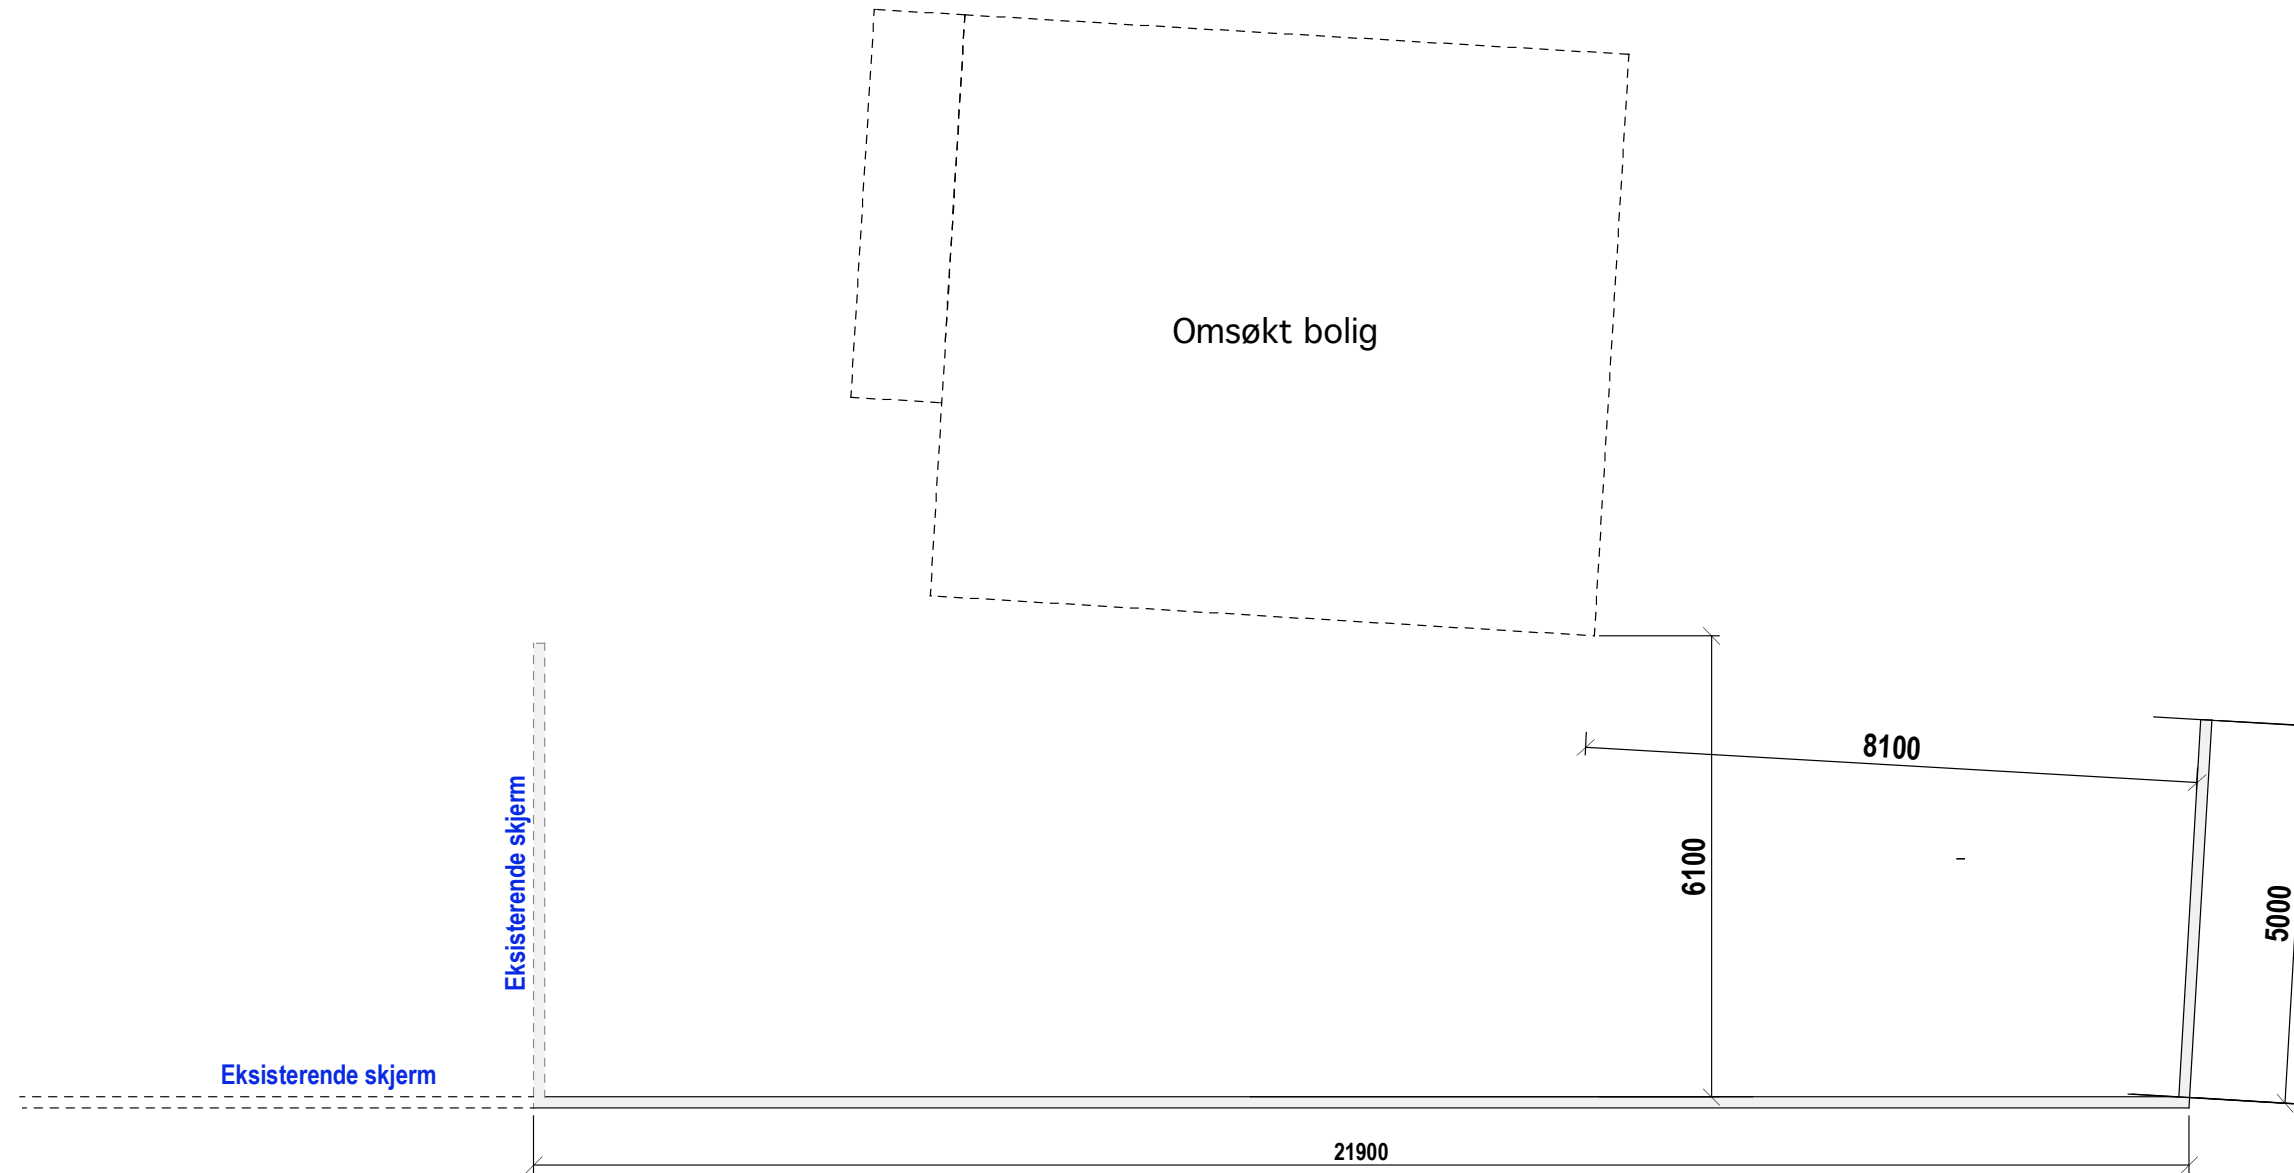 Omsøkt bolig
8100
6100
5000
Eksisterende skjerm
Eksisterende skjerm
21900